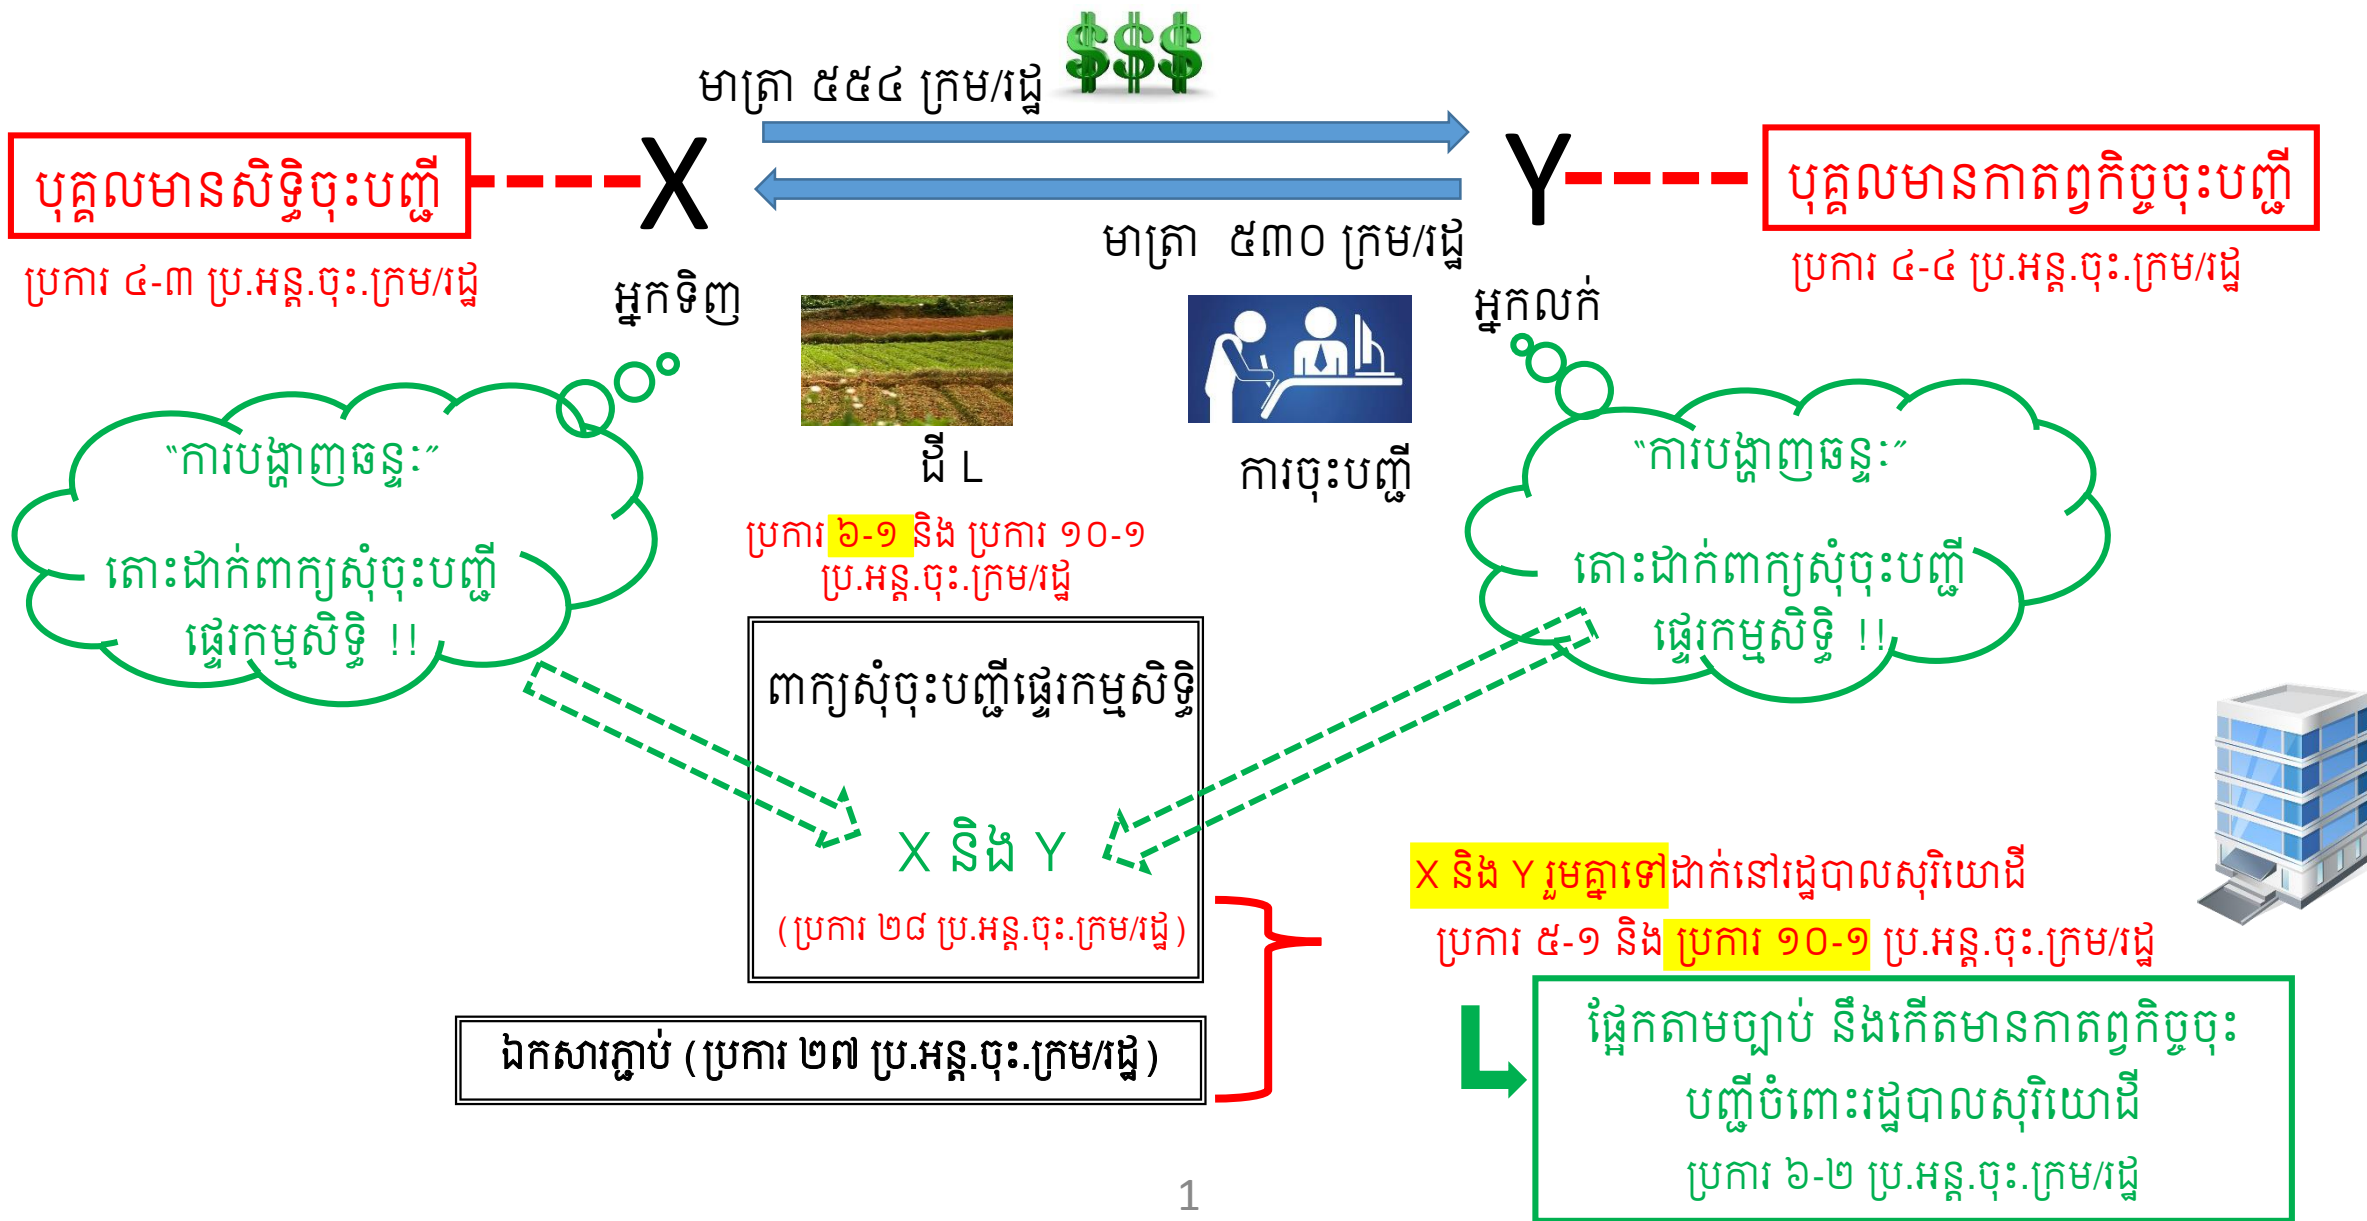 $$$
មាត្រា ៥៥៤ ក្រម/រដ្ឋ
បុគ្គលមានសិទ្ធិចុះបញ្ជី
X
Y
បុគ្គលមានកាតព្វកិច្ចចុះបញ្ជី
ប្រការ ៤-៣ ប្រ.អន្ត.ចុះ.ក្រម/រដ្ឋ
មាត្រា ៥៣០ ក្រម/រដ្ឋ
ប្រការ ៤-៤ ប្រ.អន្ត.ចុះ.ក្រម/រដ្ឋ
អ្នកទិញ
អ្នកលក់
ដី L
ការចុះបញ្ជី
"ការបង្ហាញឆន្ទៈ"
តោះដាក់ពាក្យសុំចុះបញ្ជី
ផ្ទេរកម្មសិទ្ធិ !!
"ការបង្ហាញឆន្ទៈ"
តោះដាក់ពាក្យសុំចុះបញ្ជី
ផ្ទេរកម្មសិទ្ធិ !!
ប្រការ ៦-១ និង ប្រការ ១០-១
ប្រ.អន្ត.ចុះ.ក្រម/រដ្ឋ
ពាក្យសុំចុះបញ្ជីផ្ទេរកម្មសិទ្ធិ
X និង Y
(ប្រការ ២៨ ប្រ.អន្ត.ចុះ.ក្រម/រដ្ឋ)
ឯកសារភ្ជាប់ (ប្រការ ២៧ ប្រ.អន្ត.ចុះ.ក្រម/រដ្ឋ)
X និង Y រួមគ្នាទៅដាក់នៅរដ្ឋបាលសុរិយោដី
ប្រការ ៥-១ និង ប្រការ ១០-១ ប្រ.អន្ត.ចុះ.ក្រម/រដ្ឋ
ផ្អែកតាមច្បាប់ នឹងកើតមានកាតព្វកិច្ចចុះ
បញ្ជីចំពោះរដ្ឋបាលសុរិយោដី
ប្រការ ៦-២ ប្រ.អន្ត.ចុះ.ក្រម/រដ្ឋ
1